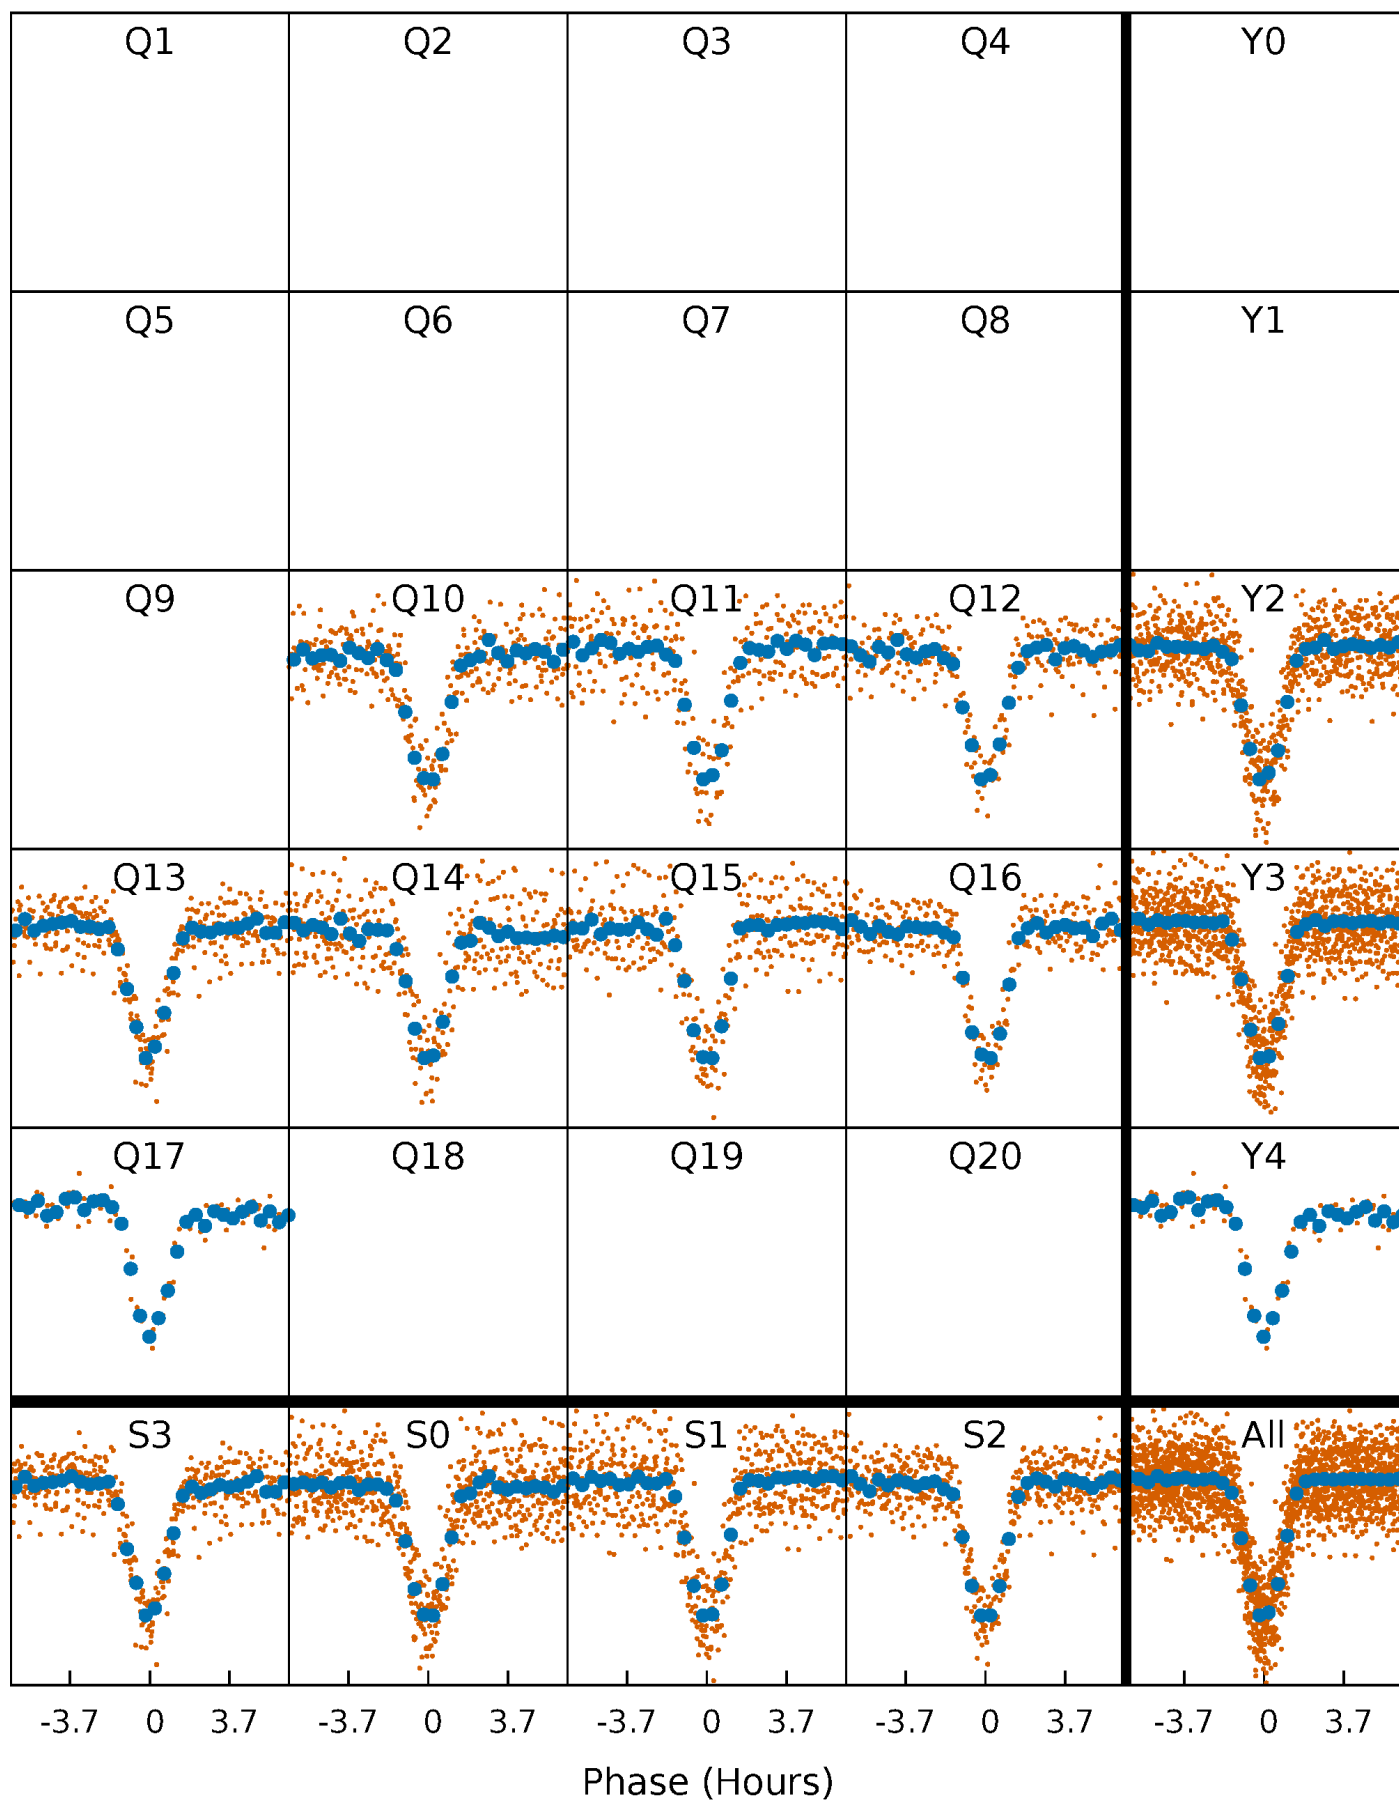 Q1 Q2 Q3 Q4 Y0
Q5 Q6 Q7 Q8 Y1
Q9 Q10 Q11 Q12 Y2
Q13 Q14 Q15 Q16 Y3
Q17 Q18 Q19 Q20 Y4
S3 S0 S1 S2 All
-3.7 0 3.7 -3.7 0 3.7 -3.7 0 3.7 -3.7 0 3.7 -3.7 0 3.7
Phase (Hours)